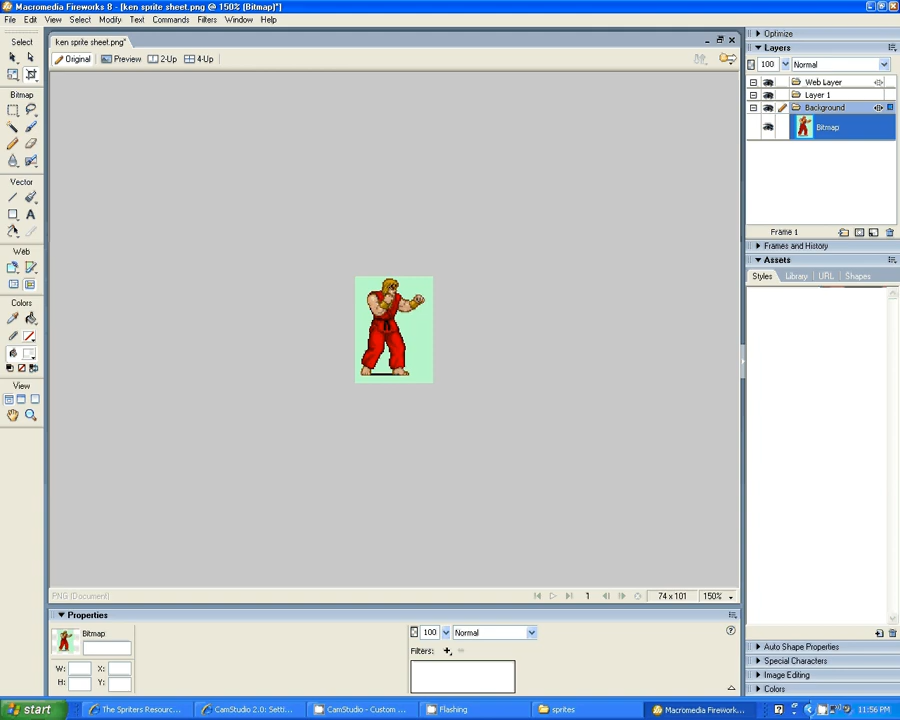 Macromedia Fireworks 8 - [ken sprite sheet.png @ 150% (Bitmap)*]
File Edit View Select Modify Text Commands Filters Window Help
Select
ken sprite sheet.png*
Original Preview 2-Up 4-Up
Bitmap
Vector
Web
Colors
View
Optimize
Layers
100 Normal
Web Layer
Layer 1
Background
Bitmap
Frame 1
Frames and History
Assets
Styles Library URL Shapes
PNG (Document)
1 74 x 101 150%
Properties
Bitmap
100 Normal
Filters:
W: X:
H: Y:
Auto Shape Properties
Special Characters
Image Editing
Colors
start The Spriters Resourc... CamStudio 2.0: Setti... CamStudio - Custom ... Flashing sprites Macromedia Firework... 11:56 PM